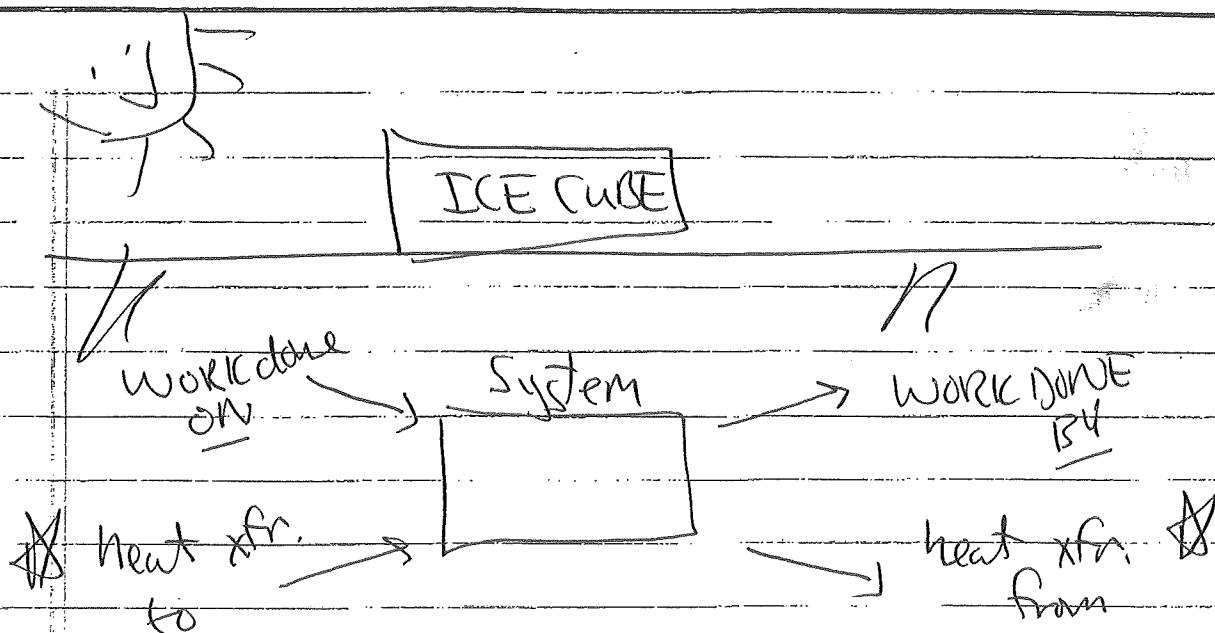 ICE CUBE
WORK done
ON
System
WORK DONE
BY
heat xfr.
to
heat xfr.
from